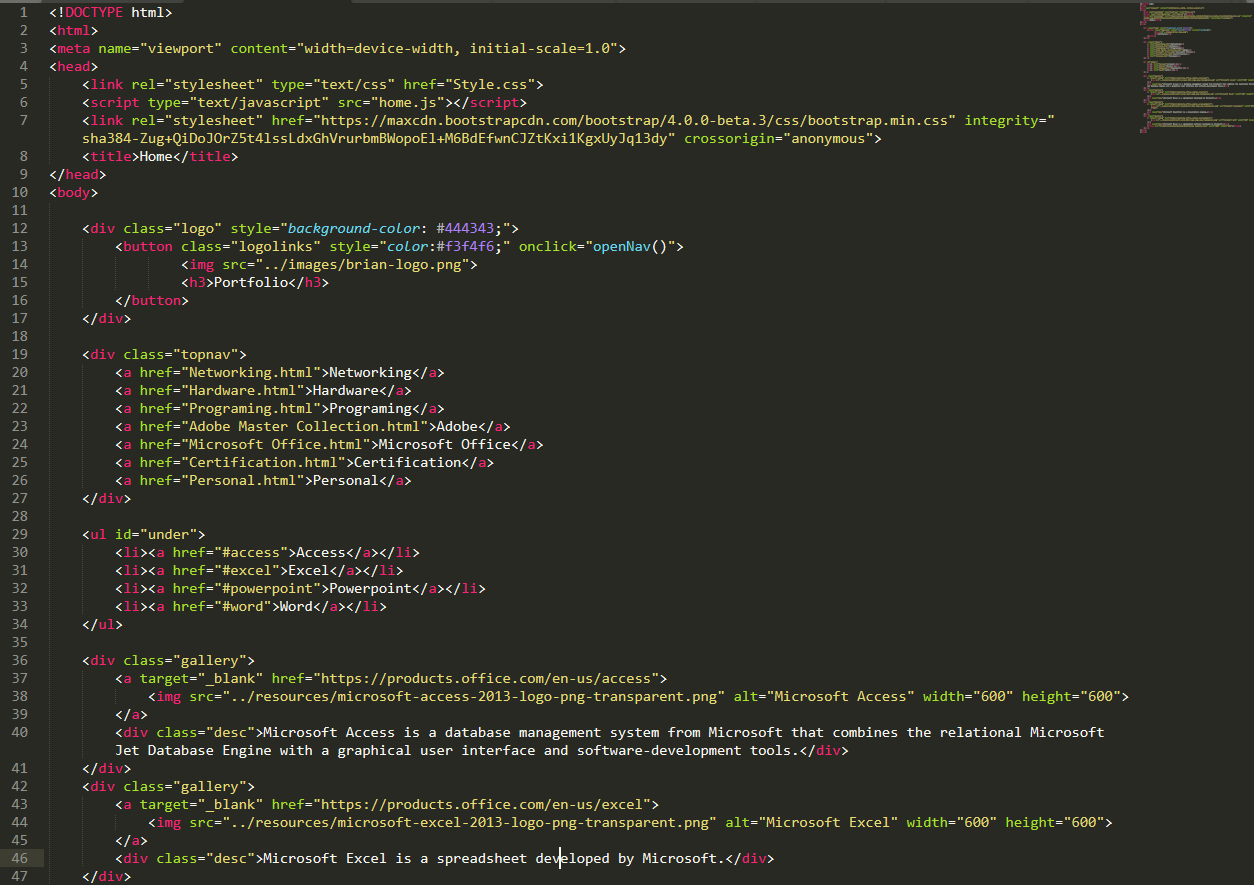 1 <!DOCTYPE html>
2 <html>
3 <meta name="viewport" content="width=device-width, initial-scale=1.0">
4 <head>
5 <link rel="stylesheet" type="text/css" href="Style.css">
6 <script type="text/javascript" src="home.js"></script>
7 <link rel="stylesheet" href="https://maxcdn.bootstrapcdn.com/bootstrap/4.0.0-beta.3/css/bootstrap.min.css" integrity="
sha384-Zug+QiDoJOrZ5t4lssLdxGhVrurbmBWopoEl+M6BdEfwnCJZtKxi1KgxUyJq13dy" crossorigin="anonymous">
8 <title>Home</title>
9 </head>
10 <body>
11
12 <div class="logo" style="background-color: #444343;">
13 <button class="logolinks" style="color:#f3f4f6;" onclick="openNav()">
14 <img src="../images/brian-logo.png">
15 <h3>Portfolio</h3>
16 </button>
17 </div>
18
19 <div class="topnav">
20 <a href="Networking.html">Networking</a>
21 <a href="Hardware.html">Hardware</a>
22 <a href="Programing.html">Programing</a>
23 <a href="Adobe Master Collection.html">Adobe</a>
24 <a href="Microsoft Office.html">Microsoft Office</a>
25 <a href="Certification.html">Certification</a>
26 <a href="Personal.html">Personal</a>
27 </div>
28
29 <ul id="under">
30 <li><a href="#access">Access</a></li>
31 <li><a href="#excel">Excel</a></li>
32 <li><a href="#powerpoint">Powerpoint</a></li>
33 <li><a href="#word">Word</a></li>
34 </ul>
35
36 <div class="gallery">
37 <a target="_blank" href="https://products.office.com/en-us/access">
38 <img src="../resources/microsoft-access-2013-logo-png-transparent.png" alt="Microsoft Access" width="600" height="600">
39 </a>
40 <div class="desc">Microsoft Access is a database management system from Microsoft that combines the relational Microsoft
Jet Database Engine with a graphical user interface and software-development tools.</div>
41 </div>
42 <div class="gallery">
43 <a target="_blank" href="https://products.office.com/en-us/excel">
44 <img src="../resources/microsoft-excel-2013-logo-png-transparent.png" alt="Microsoft Excel" width="600" height="600">
45 </a>
46 <div class="desc">Microsoft Excel is a spreadsheet developed by Microsoft.</div>
47 </div>